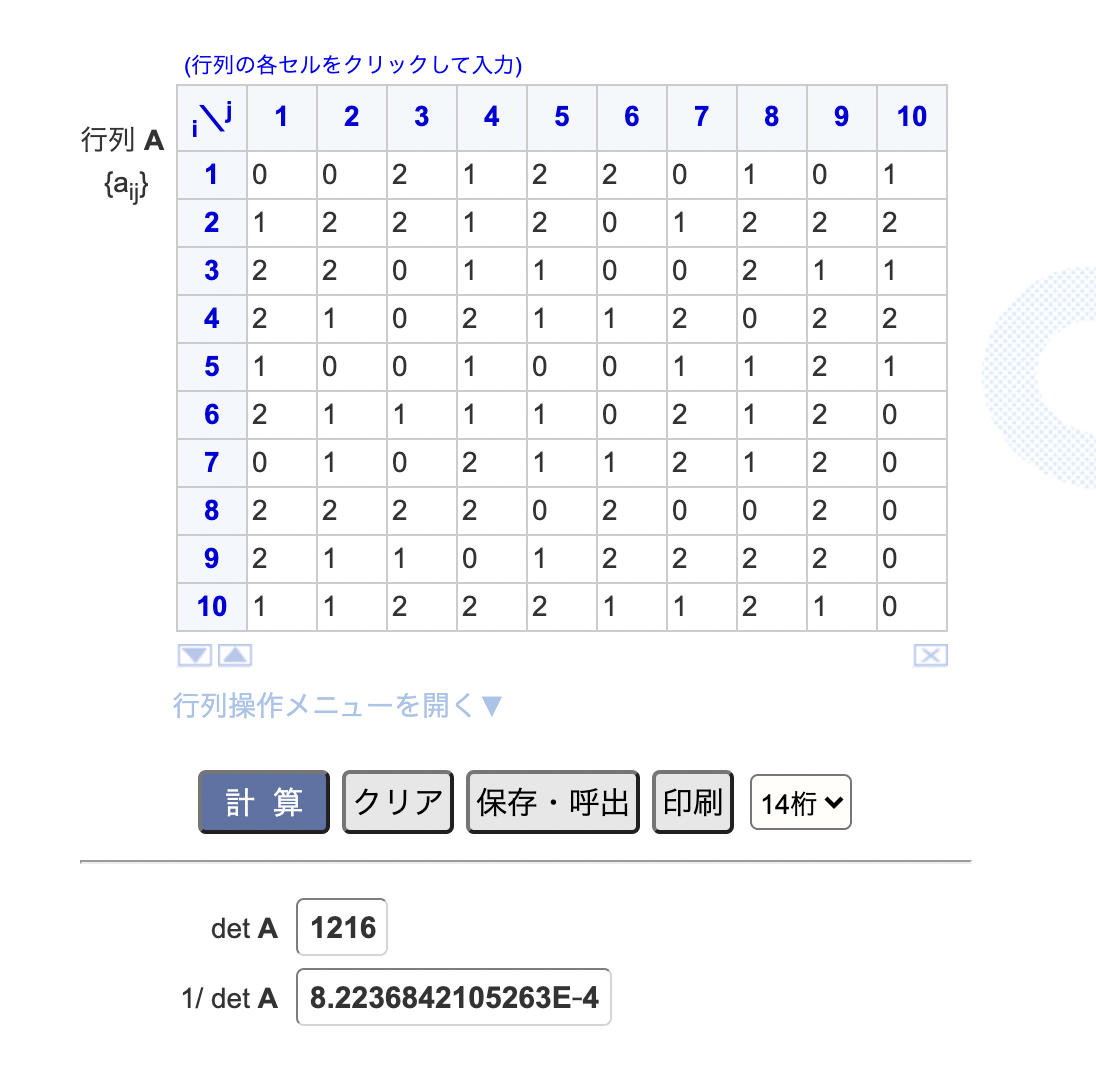 (行列の各セルをクリックして入力)
行列 A
{aij}
i\j 1 2 3 4 5 6 7 8 9 10
1 0 0 2 1 2 2 0 1 0 1
2 1 2 2 1 2 0 1 2 2 2
3 2 2 0 1 1 0 0 2 1 1
4 2 1 0 2 1 1 2 0 2 2
5 1 0 0 1 0 0 1 1 2 1
6 2 1 1 1 1 0 2 1 2 0
7 0 1 0 2 1 1 2 1 2 0
8 2 2 2 2 0 2 0 0 2 0
9 2 1 1 0 1 2 2 2 2 0
10 1 1 2 2 2 1 1 2 1 0
行列操作メニューを開く▼
計 算 クリア 保存・呼出 印刷 14桁
det A 1216
1/ det A 8.2236842105263E-4